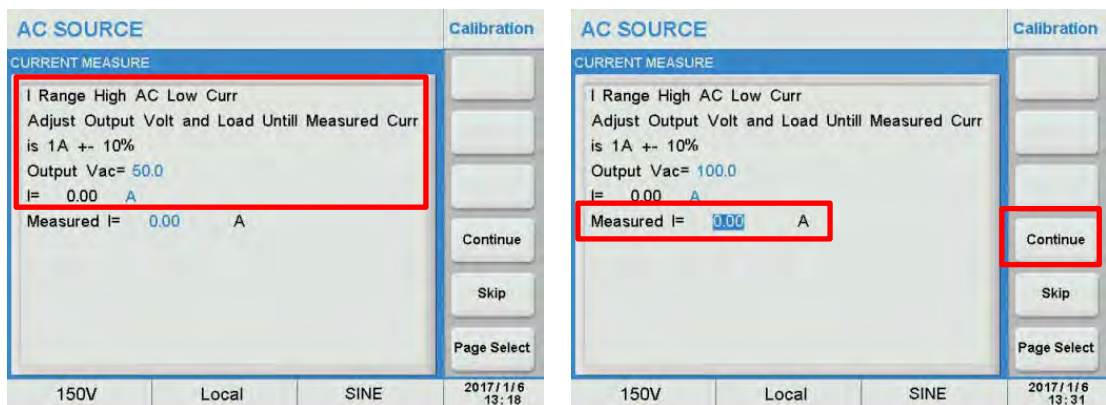 AC SOURCE
Calibration
CURRENT MEASURE
I Range High AC Low Curr
Adjust Output Volt and Load Untill Measured Curr
is 1A +- 10%
Output Vac= 50.0
I= 0.00 A
Measured I= 0.00 A
Continue
Skip
Page Select
150V
Local
SINE
2017/1/6
13:18
AC SOURCE
Calibration
CURRENT MEASURE
I Range High AC Low Curr
Adjust Output Volt and Load Untill Measured Curr
is 1A +- 10%
Output Vac= 100.0
I= 0.00 A
Measured I= 0.00 A
Continue
Skip
Page Select
150V
Local
SINE
2017/1/6
13:31